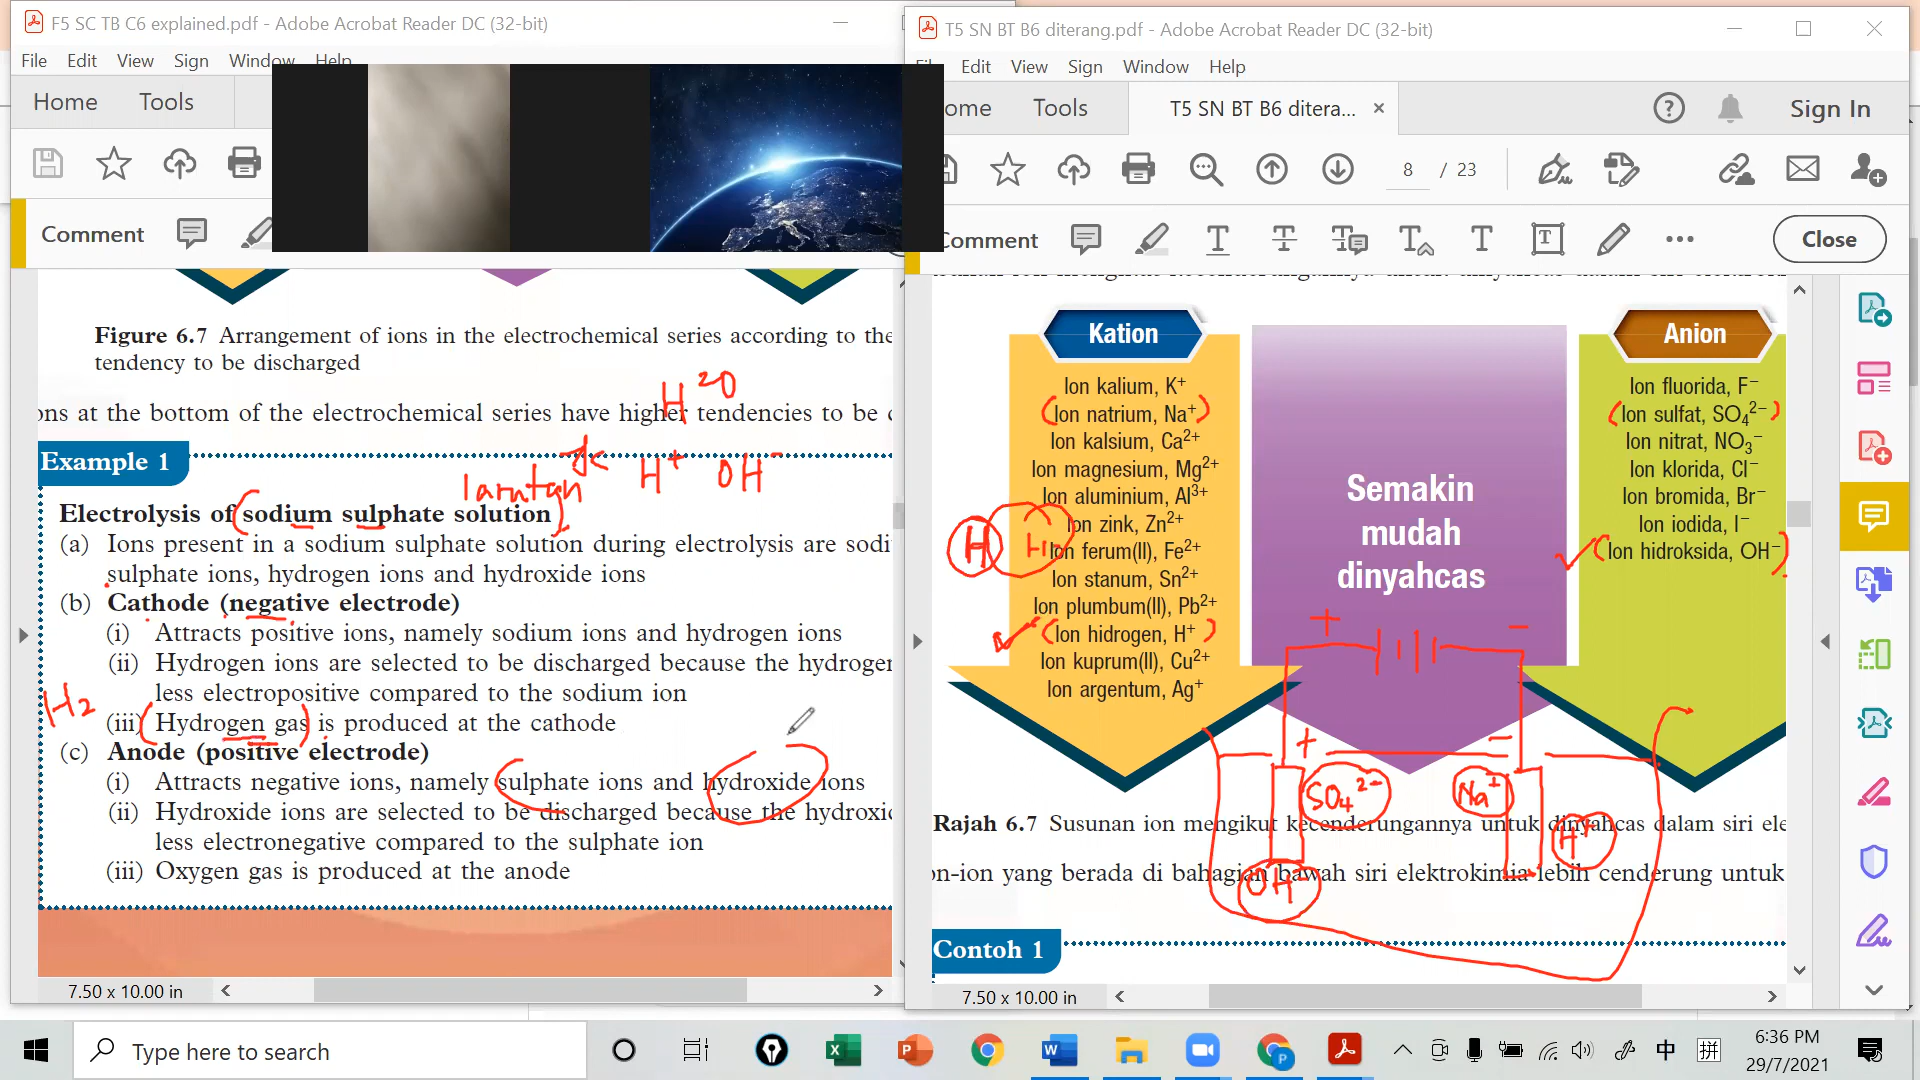 F5 SC TB C6 explained.pdf - Adobe Acrobat Reader DC (32-bit)
File Edit View Sign Window Help
Home Tools
Comment
Figure 6.7 Arrangement of ions in the electrochemical series according to the
tendency to be discharged
ons at the bottom of the electrochemical series have higher tendencies to be
H2O
Example 1
larutan
H+ OH−
Electrolysis of sodium sulphate solution
(a) Ions present in a sodium sulphate solution during electrolysis are sodi
sulphate ions, hydrogen ions and hydroxide ions
(b) Cathode (negative electrode)
(i) Attracts positive ions, namely sodium ions and hydrogen ions
(ii) Hydrogen ions are selected to be discharged because the hydrogen
less electropositive compared to the sodium ion
H2
(iii) Hydrogen gas is produced at the cathode
(c) Anode (positive electrode)
(i) Attracts negative ions, namely sulphate ions and hydroxide ions
(ii) Hydroxide ions are selected to be discharged because the hydroxid
less electronegative compared to the sulphate ion
(iii) Oxygen gas is produced at the anode
7.50 x 10.00 in
T5 SN BT B6 diterang.pdf - Adobe Acrobat Reader DC (32-bit)
Edit View Sign Window Help
ome Tools T5 SN BT B6 ditera... × Sign In
8 / 23
Comment
Close
Kation
Ion kalium, K+
Ion natrium, Na+
Ion kalsium, Ca2+
Ion magnesium, Mg2+
Ion aluminium, Al3+
Ion zink, Zn2+
Ion ferum(II), Fe2+
Ion stanum, Sn2+
Ion plumbum(II), Pb2+
Ion hidrogen, H+
Ion kuprum(II), Cu2+
Ion argentum, Ag+
H
Semakin
mudah
dinyahcas
Anion
Ion fluorida, F−
Ion sulfat, SO42−
Ion nitrat, NO3−
Ion klorida, Cl−
Ion bromida, Br−
Ion iodida, I−
Ion hidroksida, OH−
+ −
+ −
SO42− Na+
H+
OH−
Rajah 6.7 Susunan ion mengikut kecenderungannya untuk dinyahcas dalam siri ele
on-ion yang berada di bahagian bawah siri elektrokimia lebih cenderung untuk
Contoh 1
7.50 x 10.00 in
Type here to search
中 拼
6:36 PM
29/7/2021